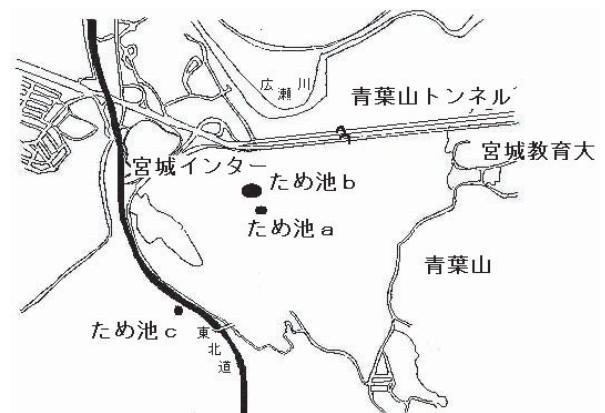 広瀬川
青葉山トンネル
宮城教育大
宮城インター
ため池b
ため池a
青葉山
ため池c
東北道